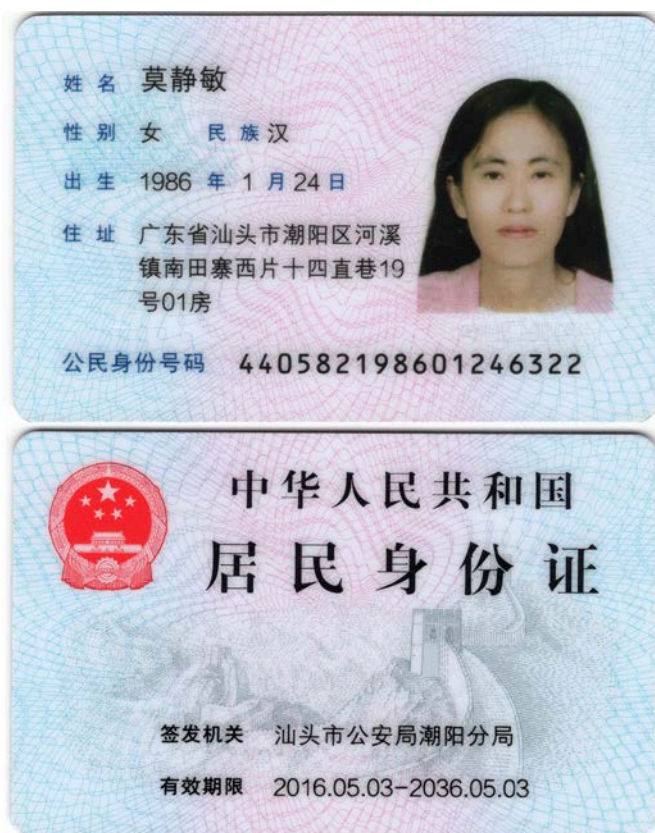 姓名 莫静敏
性别 女 民族 汉
出生 1986 年 1 月 24 日
住址 广东省汕头市潮阳区河溪
镇南田寨西片十四直巷19
号01房
公民身份号码 440582198601246322
中华人民共和国
居民身份证
签发机关 汕头市公安局潮阳分局
有效期限 2016.05.03-2036.05.03